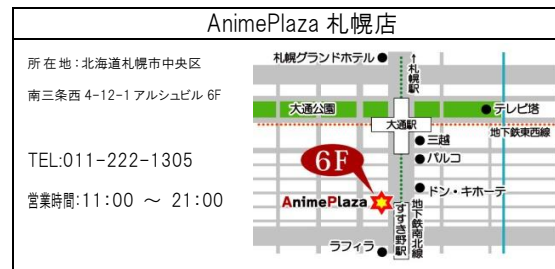 AnimePlaza 札幌店
所在地:北海道札幌市中央区
南三条西 4-12-1 アルシュビル 6F
TEL:011-222-1305
営業時間:11:00 ～ 21:00
札幌グランドホテル
↑札幌駅
大通公園
テレビ塔
大通駅
地下鉄東西線
三越
パルコ
6F
ドン・キホーテ
AnimePlaza
地下鉄南北線
すすき野駅
ラフィラ